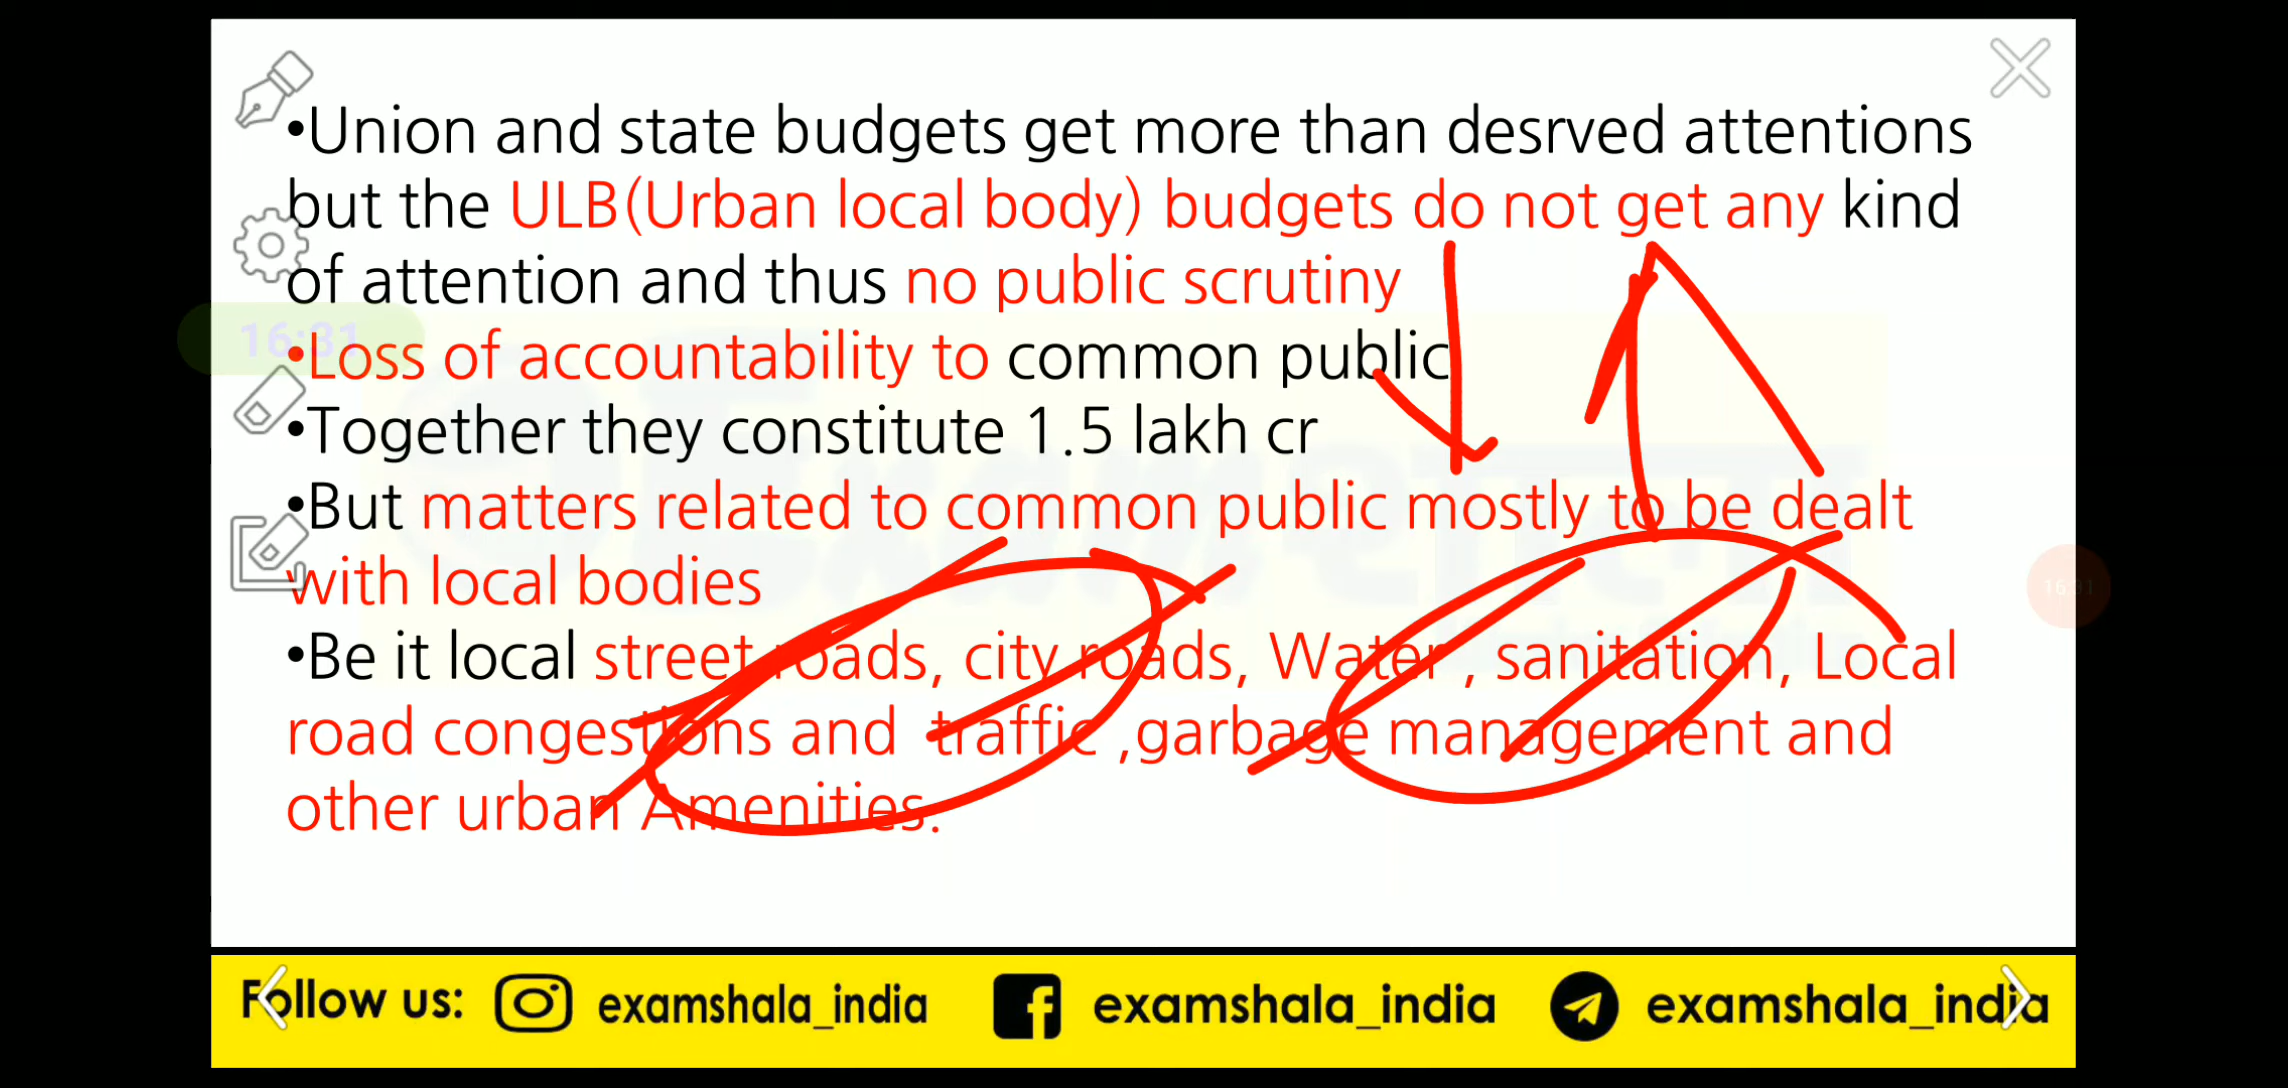 •Union and state budgets get more than desrved attentions
but the ULB(Urban local body) budgets do not get any kind
of attention and thus no public scrutiny
16:31
•Loss of accountability to common public
•Together they constitute 1.5 lakh cr
•But matters related to common public mostly to be dealt
with local bodies
16:31
•Be it local street roads, city roads, Water , sanitation, Local
road congestions and traffic ,garbage management and
other urban Amenities.
Follow us: examshala_india examshala_india examshala_india